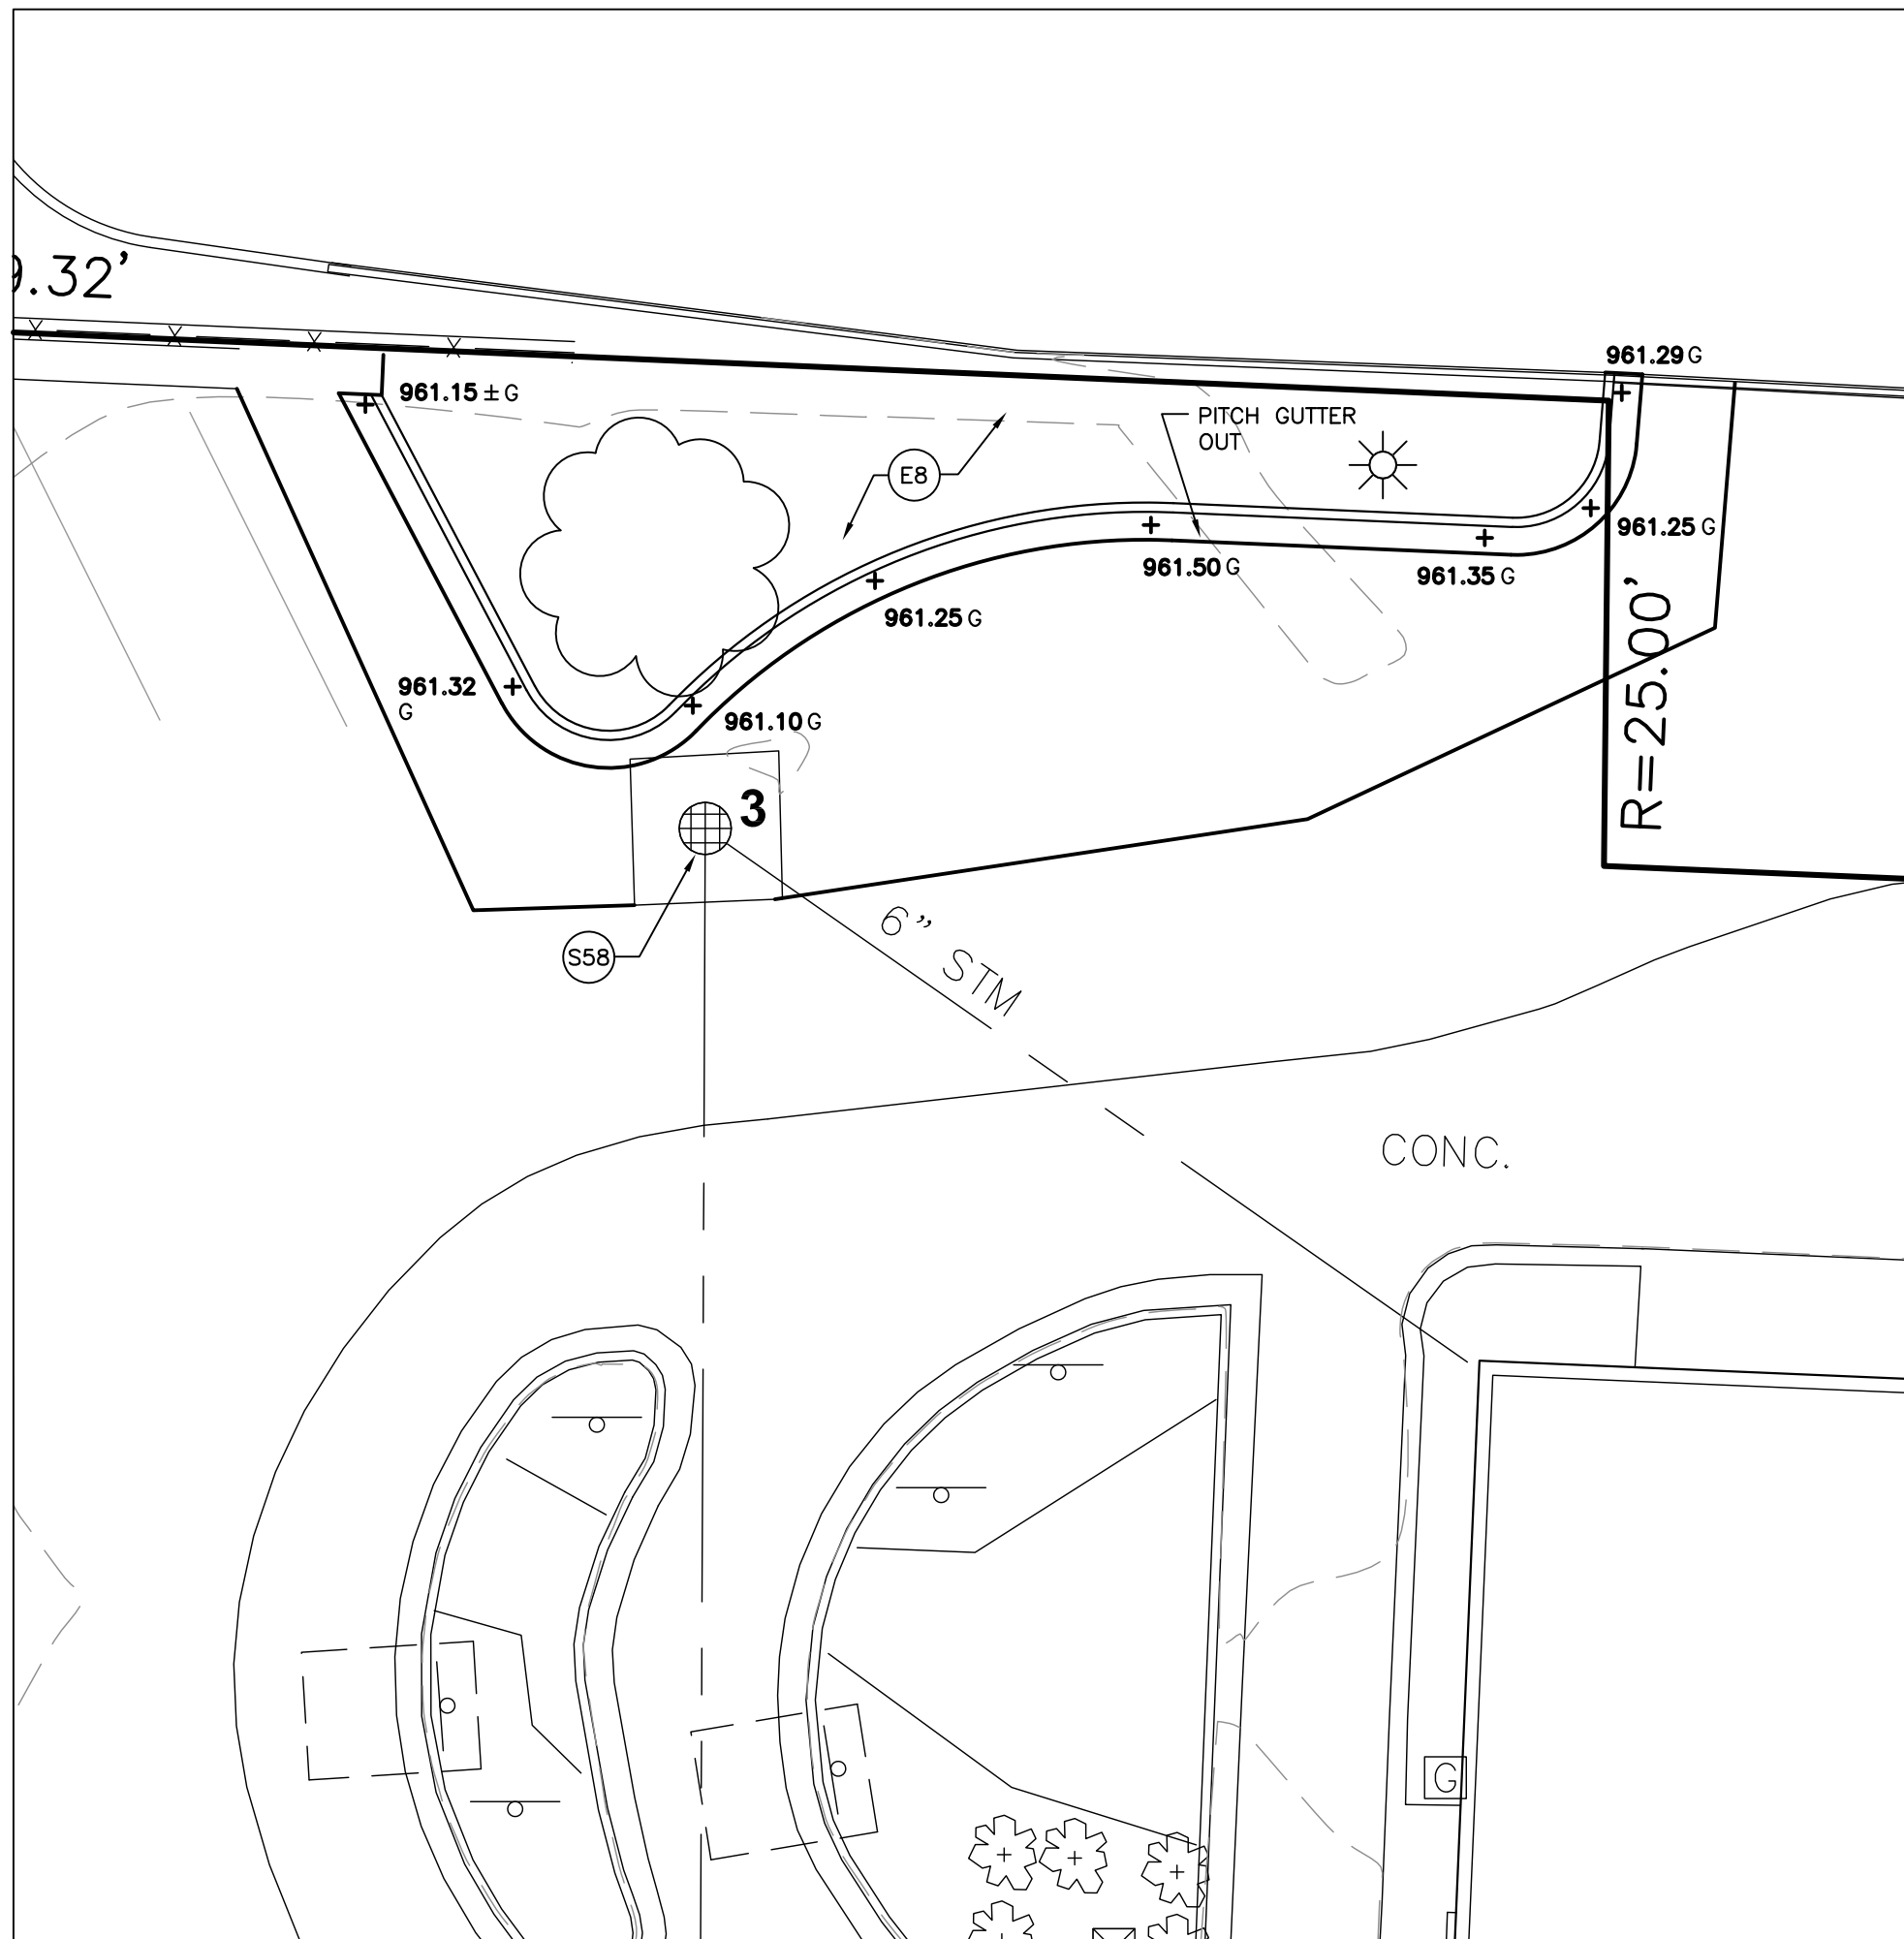 .32'
961.29 G
961.15 ± G
PITCH GUTTER
OUT
E8
961.25 G
961.50 G
961.35 G
961.25 G
R=25.00'
961.32
G
961.10 G
3
6" STM
S58
CONC.
G